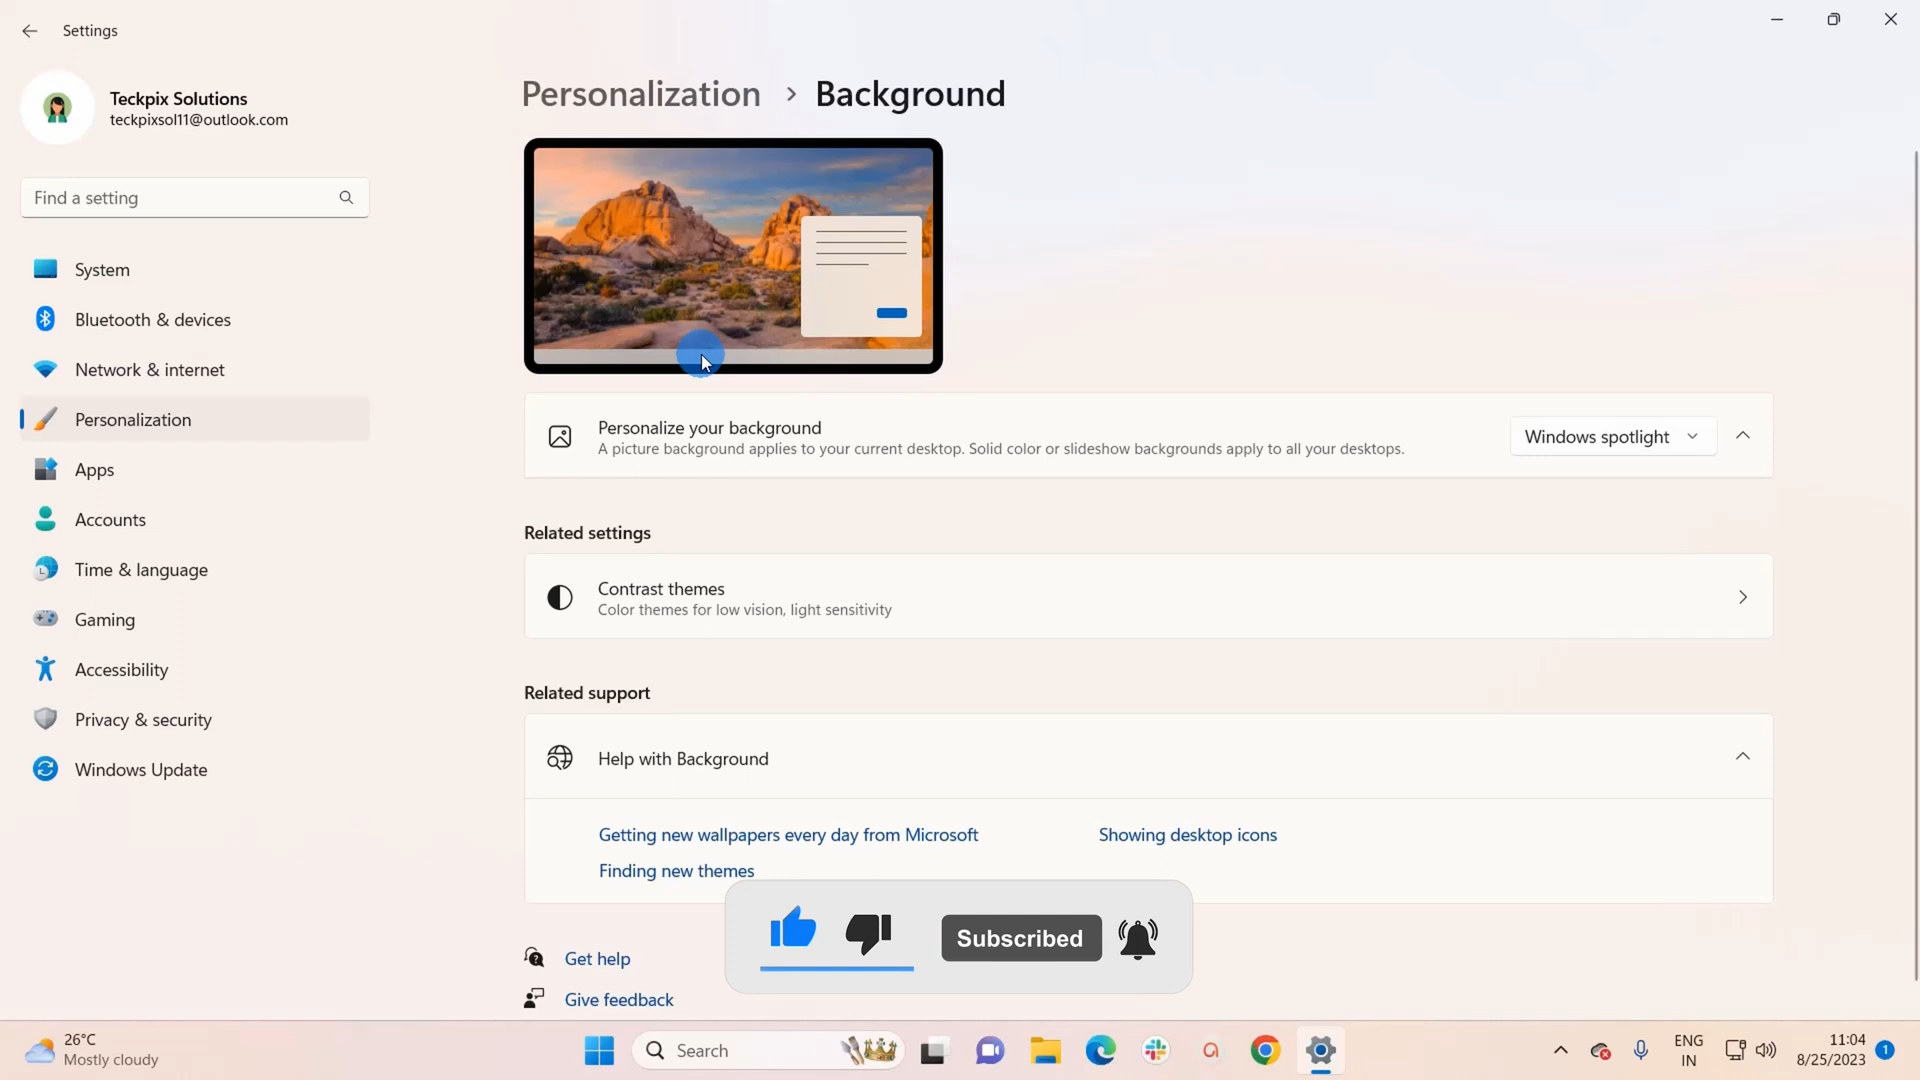 Settings
Teckpix Solutions
teckpixsol11@outlook.com
Find a setting
System
Bluetooth & devices
Network & internet
Personalization
Apps
Accounts
Time & language
Gaming
Accessibility
Privacy & security
Windows Update
Personalization > Background
Personalize your background
A picture background applies to your current desktop. Solid color or slideshow backgrounds apply to all your desktops.
Windows spotlight
Related settings
Contrast themes
Color themes for low vision, light sensitivity
Related support
Help with Background
Getting new wallpapers every day from Microsoft
Showing desktop icons
Finding new themes
Subscribed
Get help
Give feedback
26°C
Mostly cloudy
Search
ENG
IN
11:04
8/25/2023
1